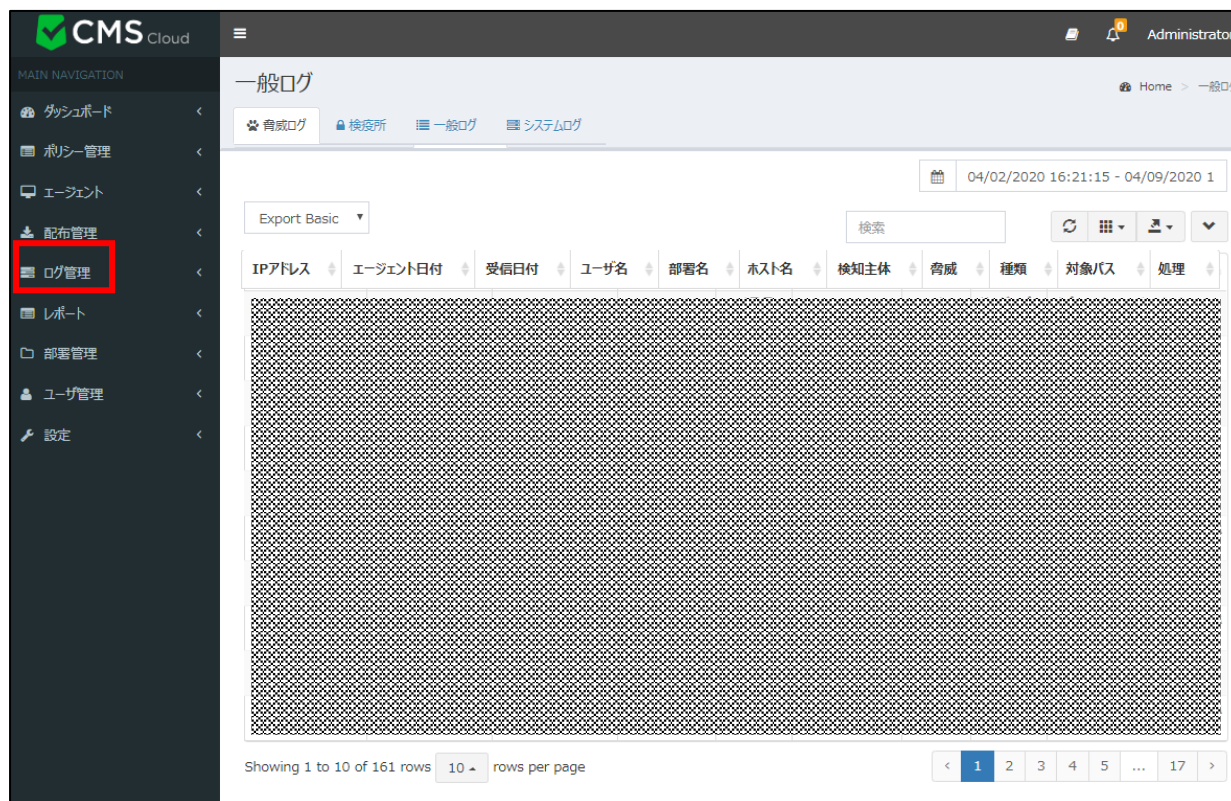 CMS Cloud
Administrator
MAIN NAVIGATION
ダッシュボード
ポリシー管理
エージェント
配布管理
ログ管理
レポート
部署管理
ユーザ管理
設定
0
一般ログ
Home > 一般ログ
脅威ログ 検疫所 一般ログ システムログ
04/02/2020 16:21:15 - 04/09/2020 1
Export Basic
検索
IPアドレス エージェント日付 受信日付 ユーザ名 部署名 ホスト名 検知主体 脅威 種類 対象パス 処理
Showing 1 to 10 of 161 rows 10 rows per page
‹ 1 2 3 4 5 ... 17 ›